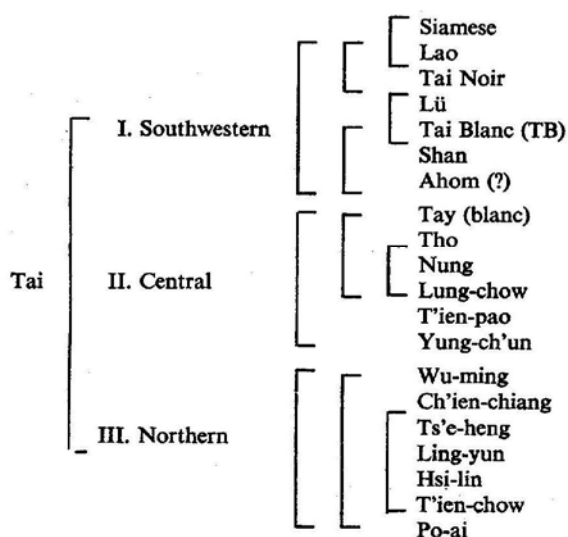 Siamese
Lao
Tai Noir
I. Southwestern
Lü
Tai Blanc (TB)
Shan
Ahom (?)
Tay (blanc)
Tho
Nung
Tai
II. Central
Lung-chow
T'ien-pao
Yung-ch'un
Wu-ming
Ch'ien-chiang
III. Northern
Ts'e-heng
Ling-yun
Hsi-lin
T'ien-chow
Po-ai